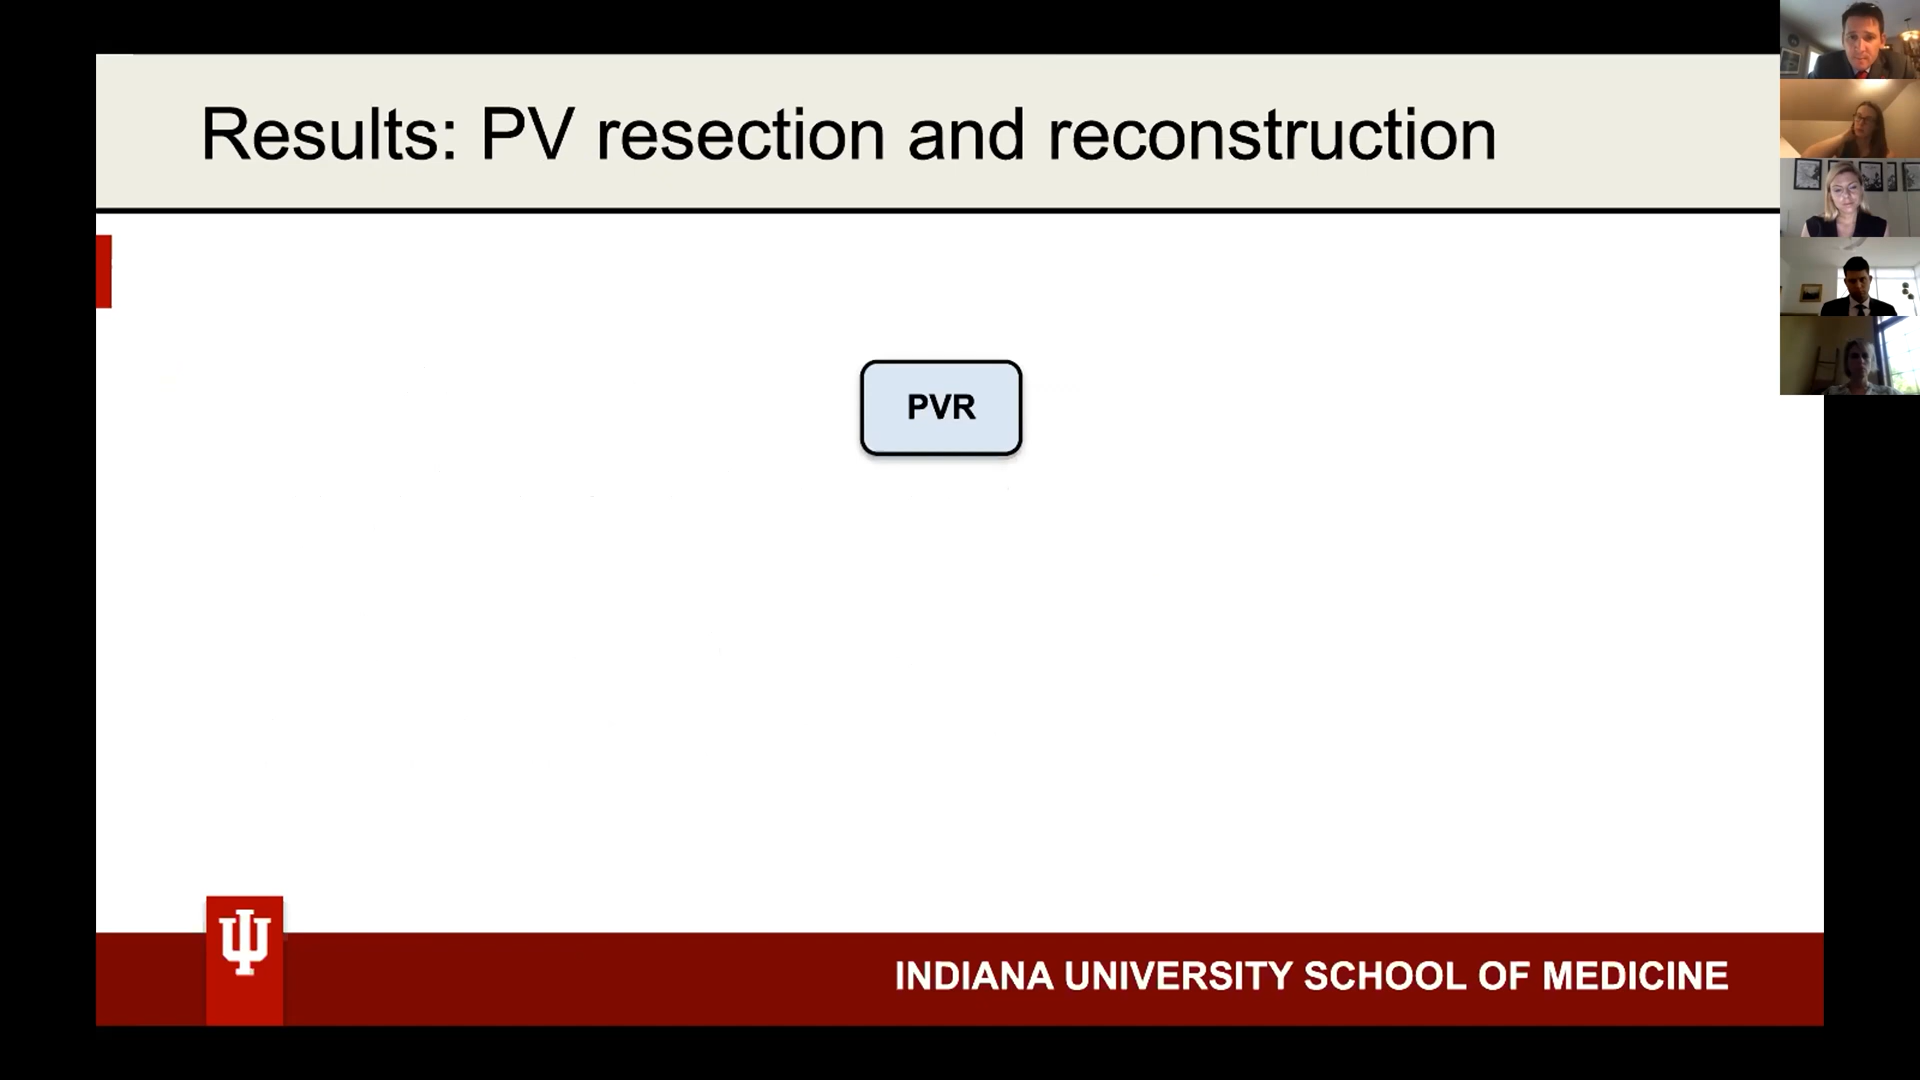 Results: PV resection and reconstruction
PVR
INDIANA UNIVERSITY SCHOOL OF MEDICINE